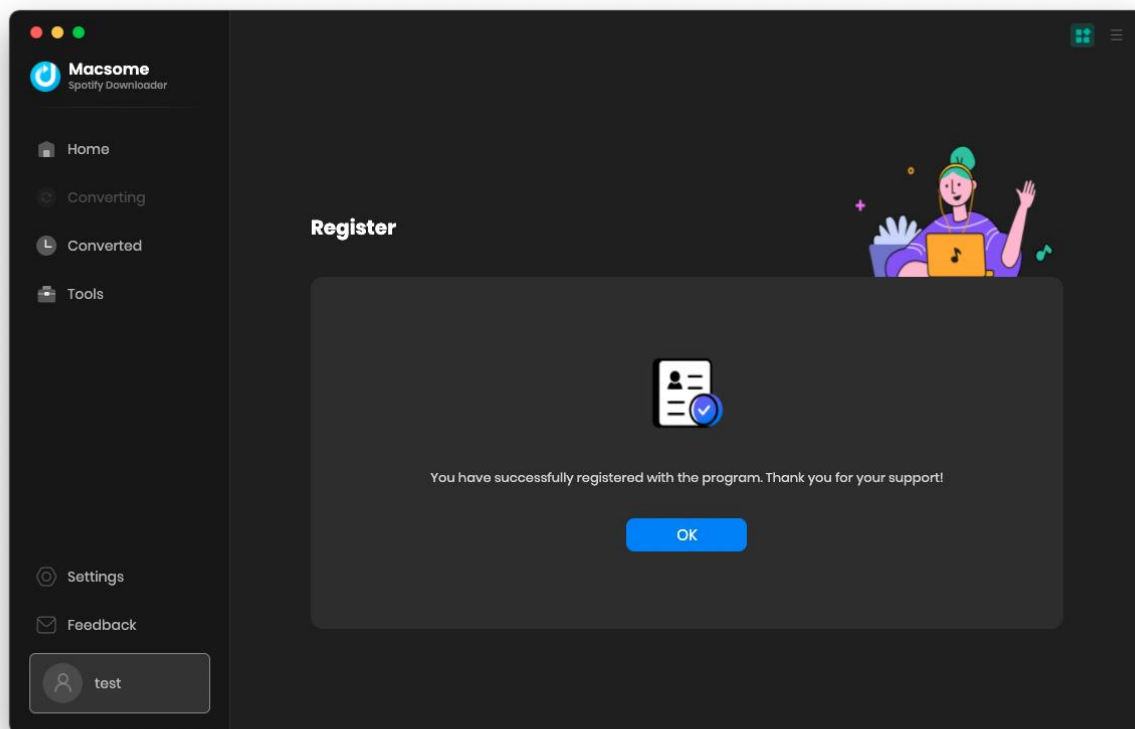 Macsome
Spotify Downloader
Home
Converting
Converted
Tools
Settings
Feedback
test
Register
You have successfully registered with the program. Thank you for your support!
OK